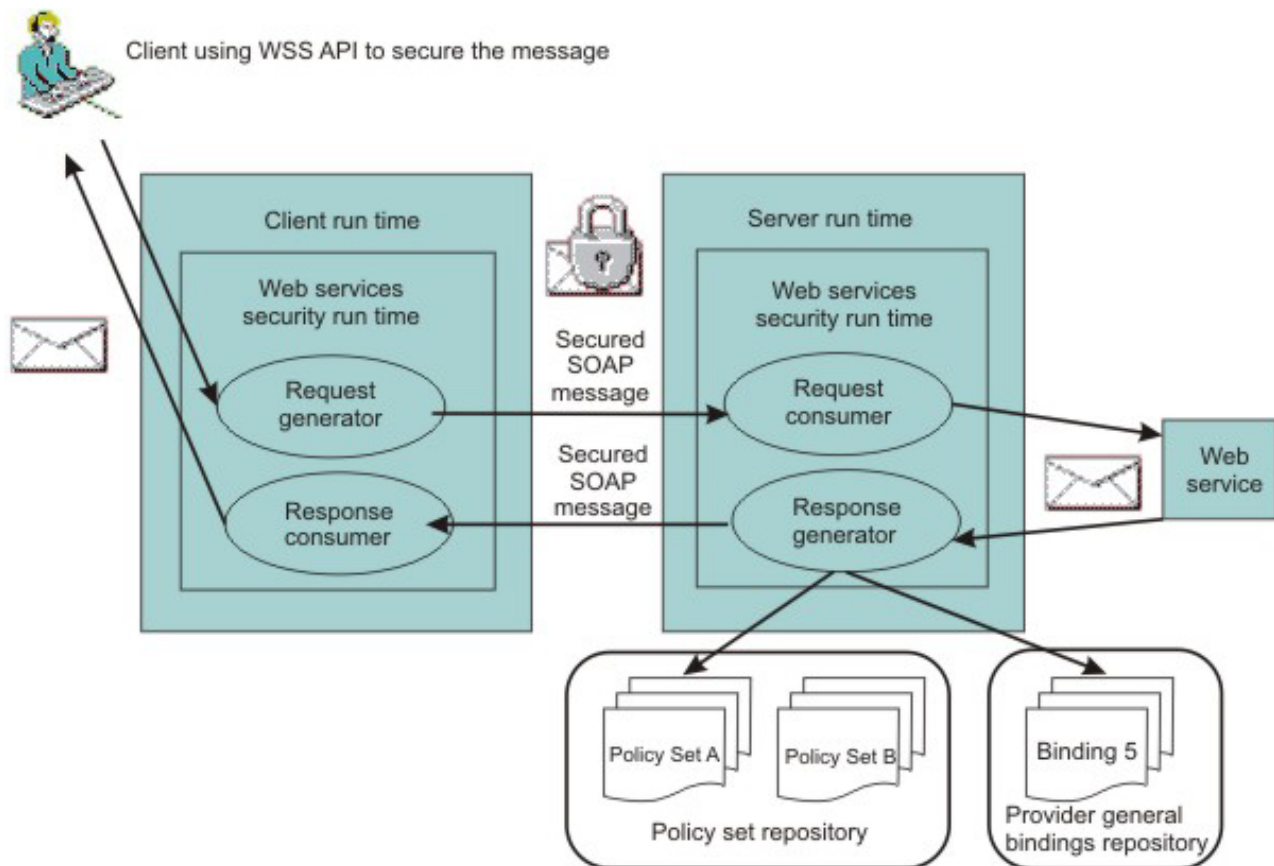 Client using WSS API to secure the message
Client run time
Web services
security run time
Request
generator
Response
consumer
Secured
SOAP
message
Secured
SOAP
message
Server run time
Web services
security run time
Request
consumer
Response
generator
Web
service
Policy Set A
Policy Set B
Policy set repository
Binding 5
Provider general
bindings repository